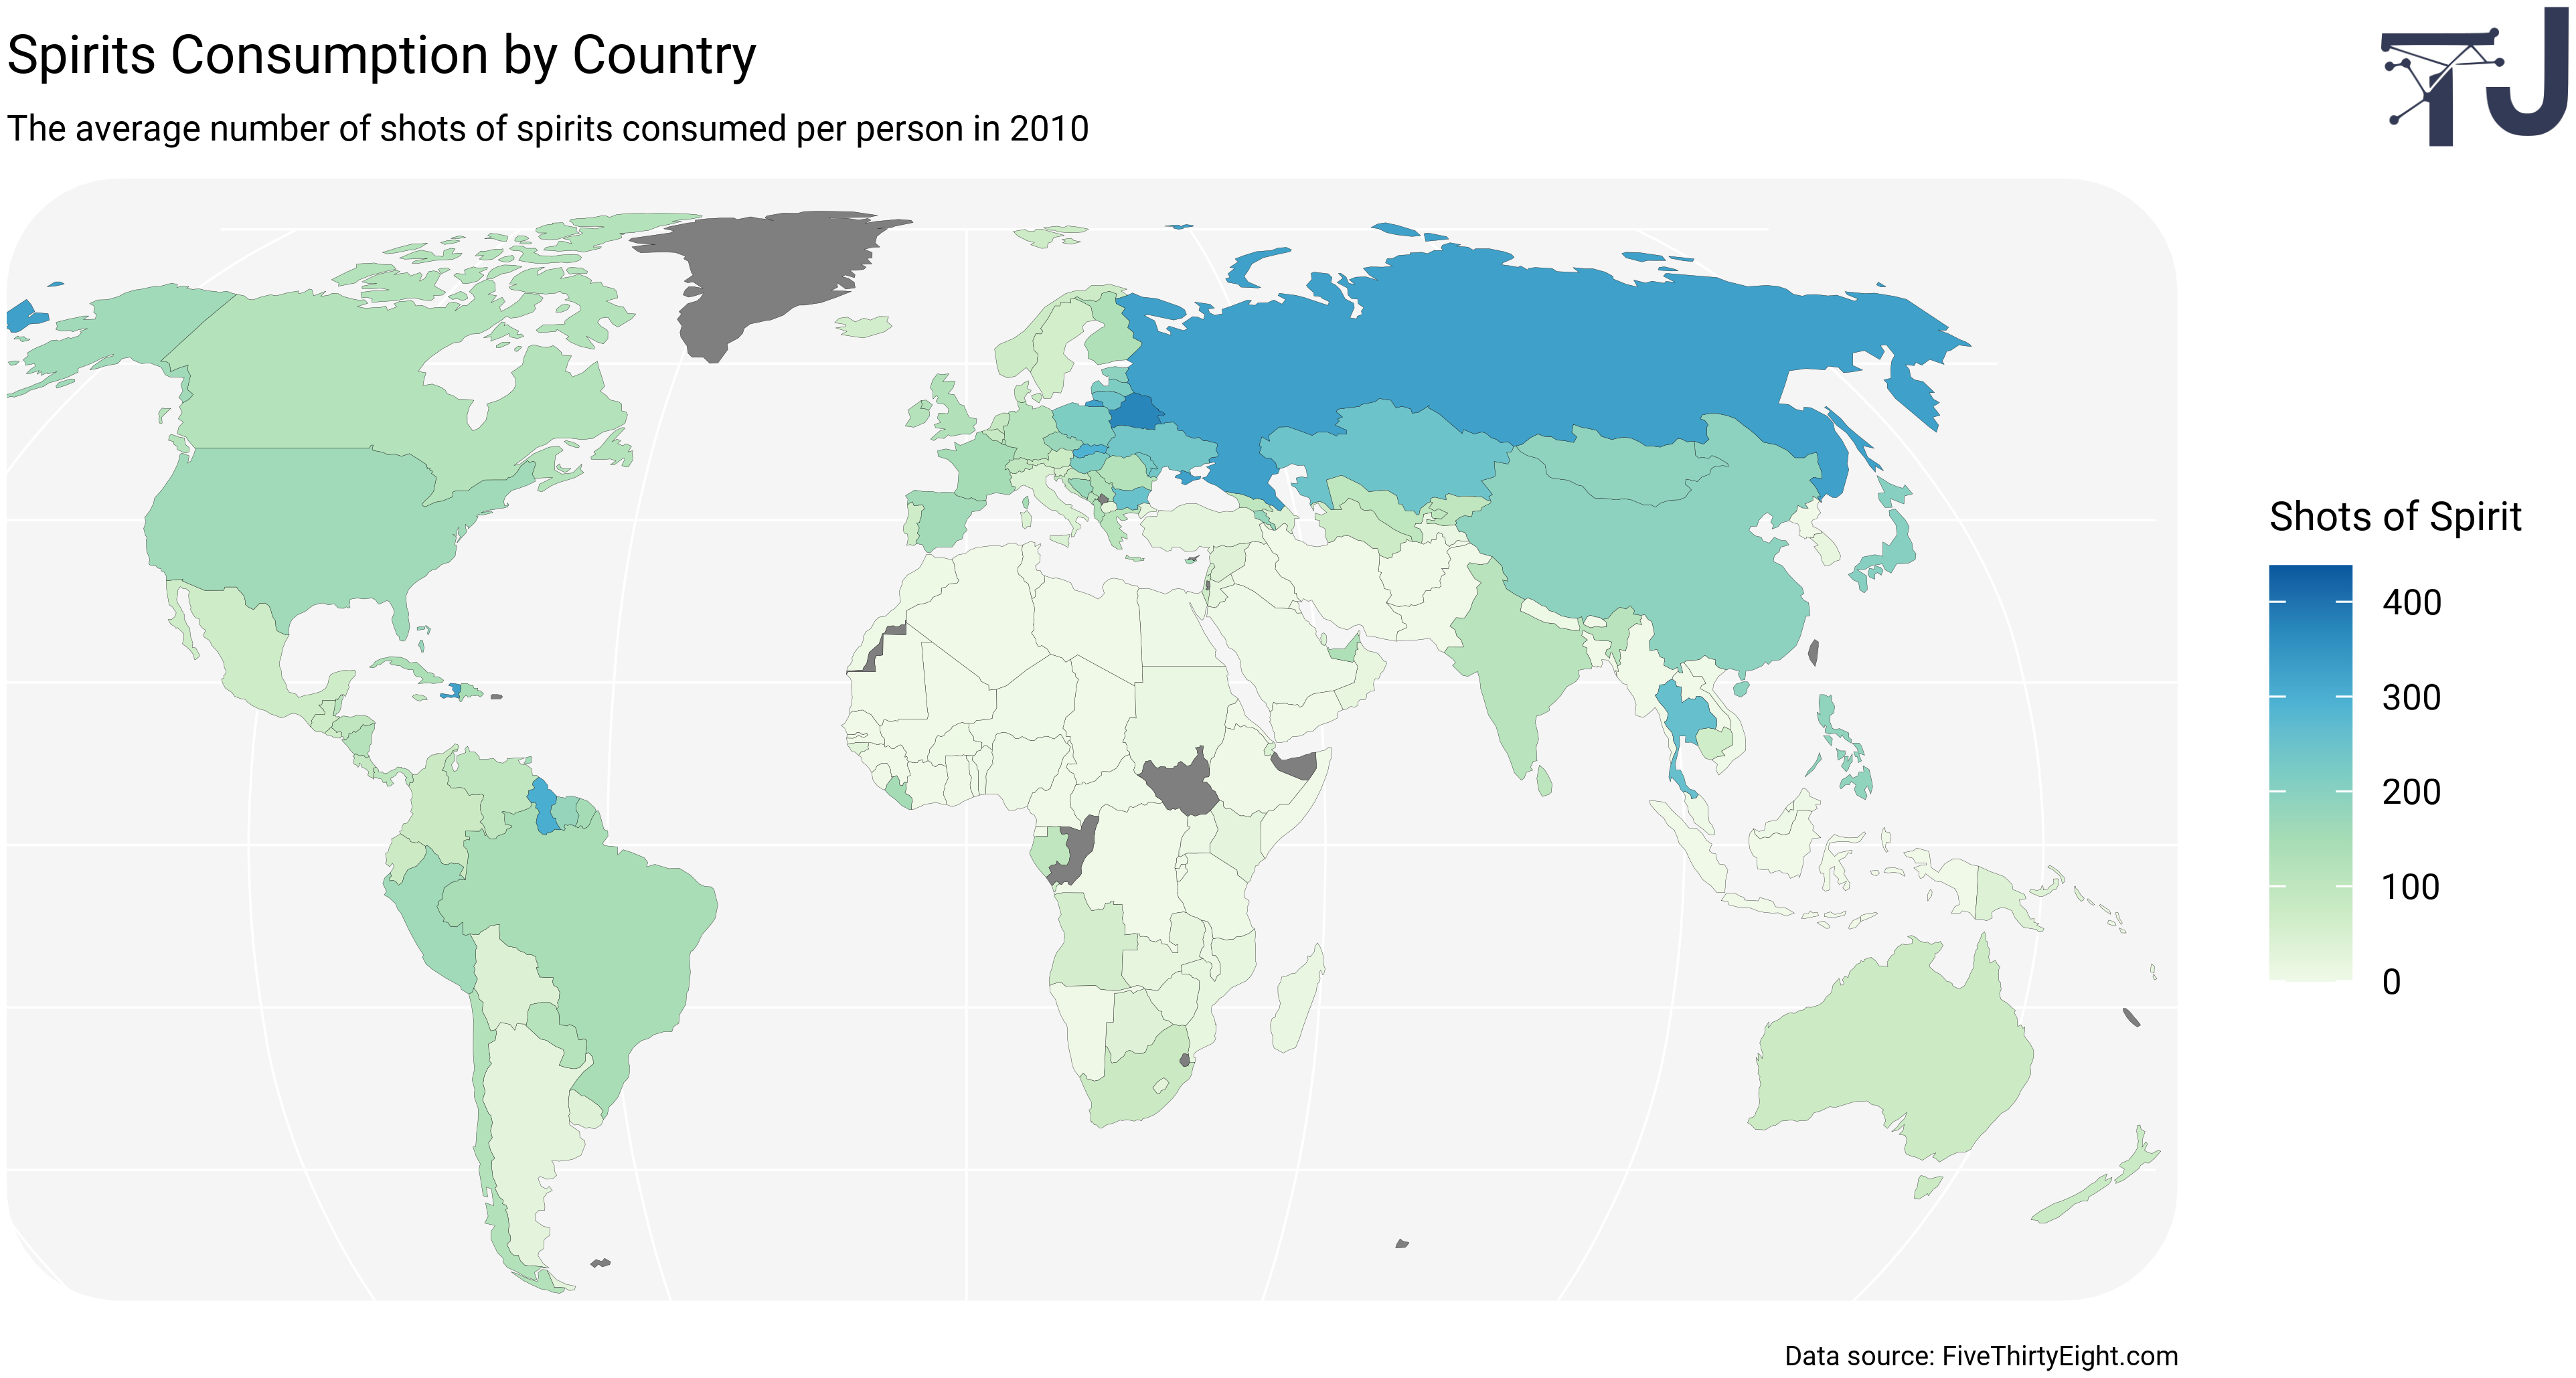 Spirits Consumption by Country
The average number of shots of spirits consumed per person in 2010
TJ
Shots of Spirit
400
300
200
100
0
Data source: FiveThirtyEight.com